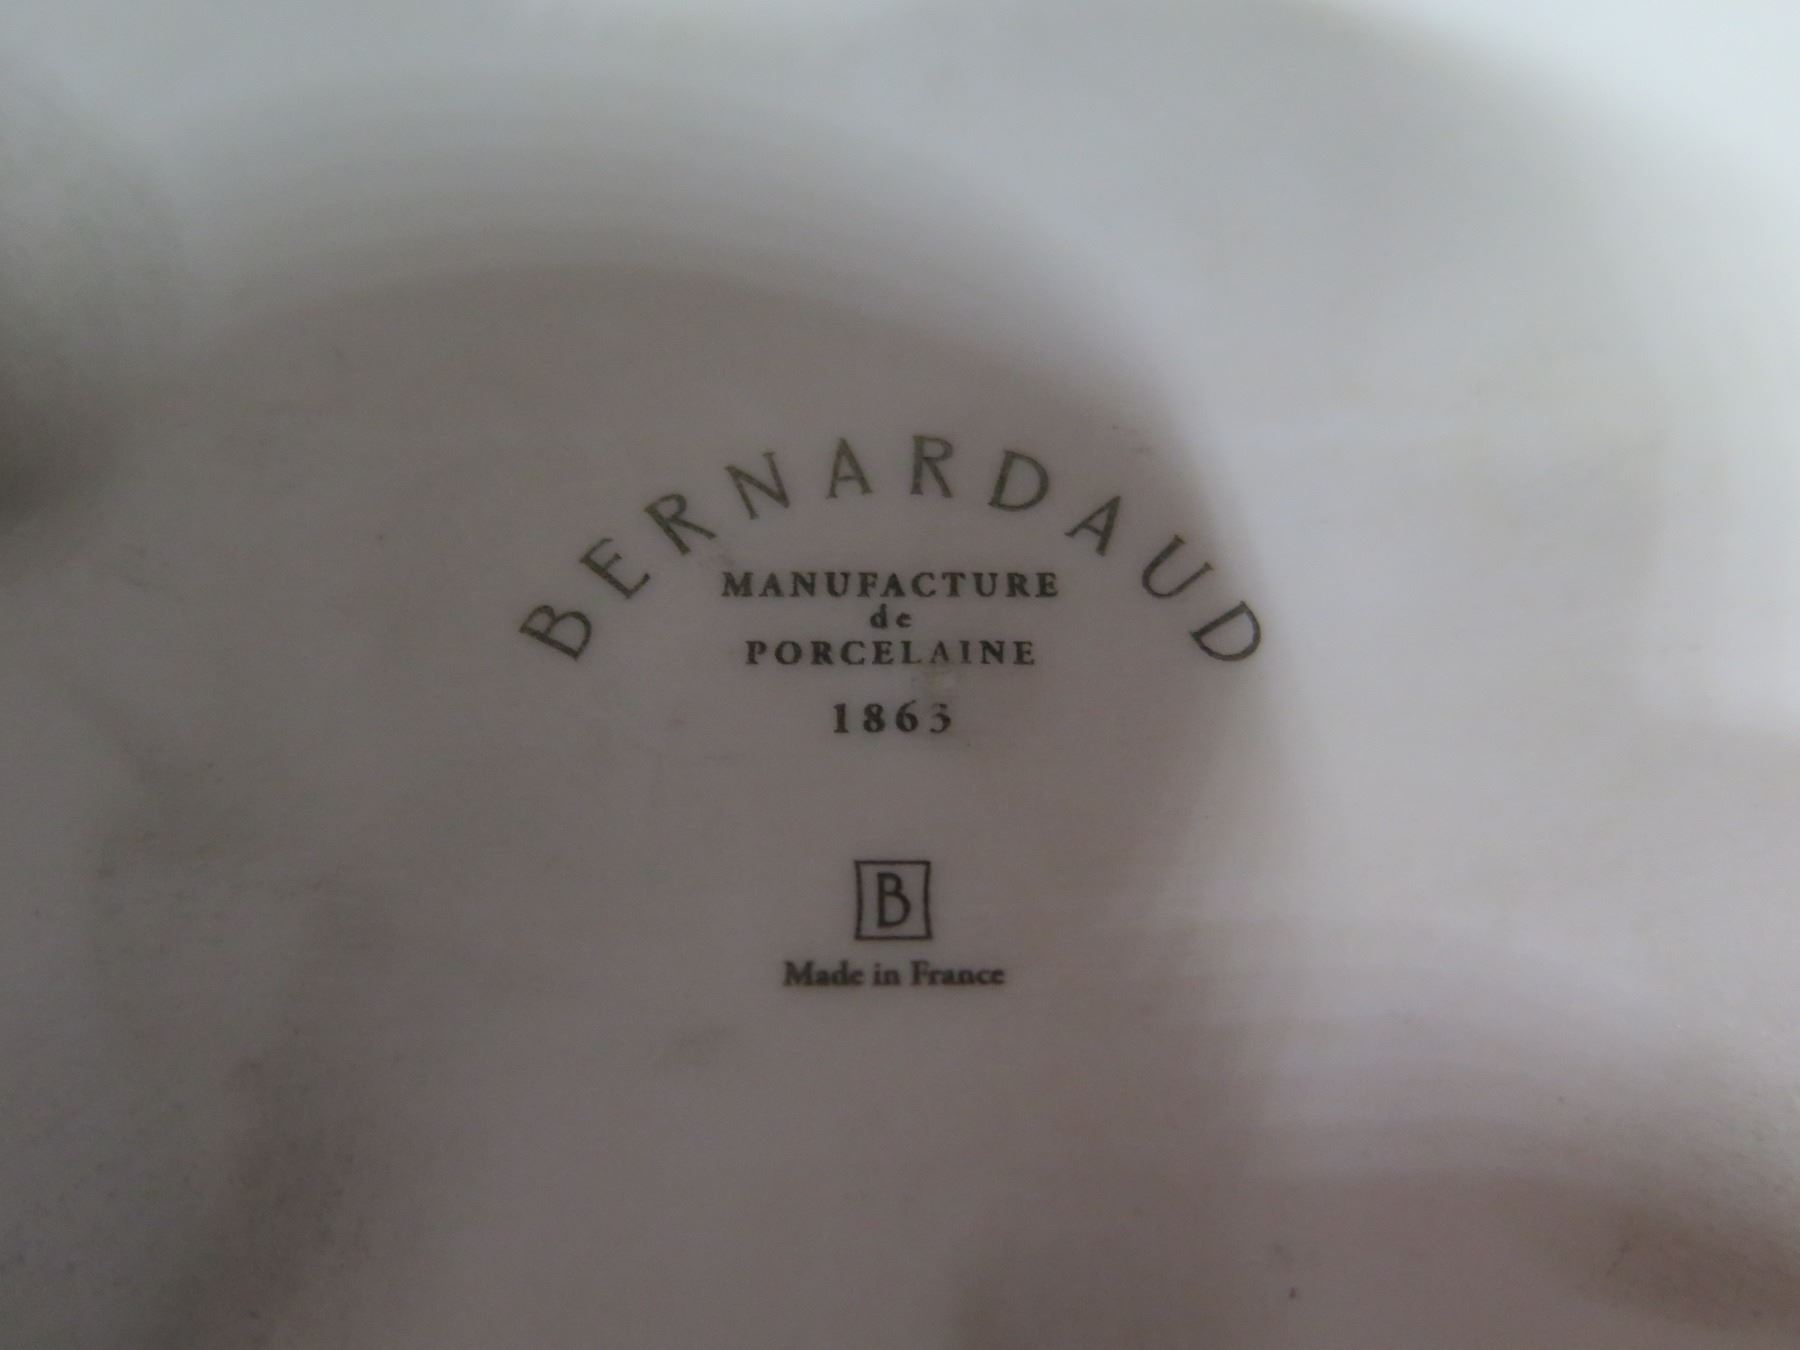 BERNARDAUD
MANUFACTURE
de
PORCELAINE
1863
B
Made in France